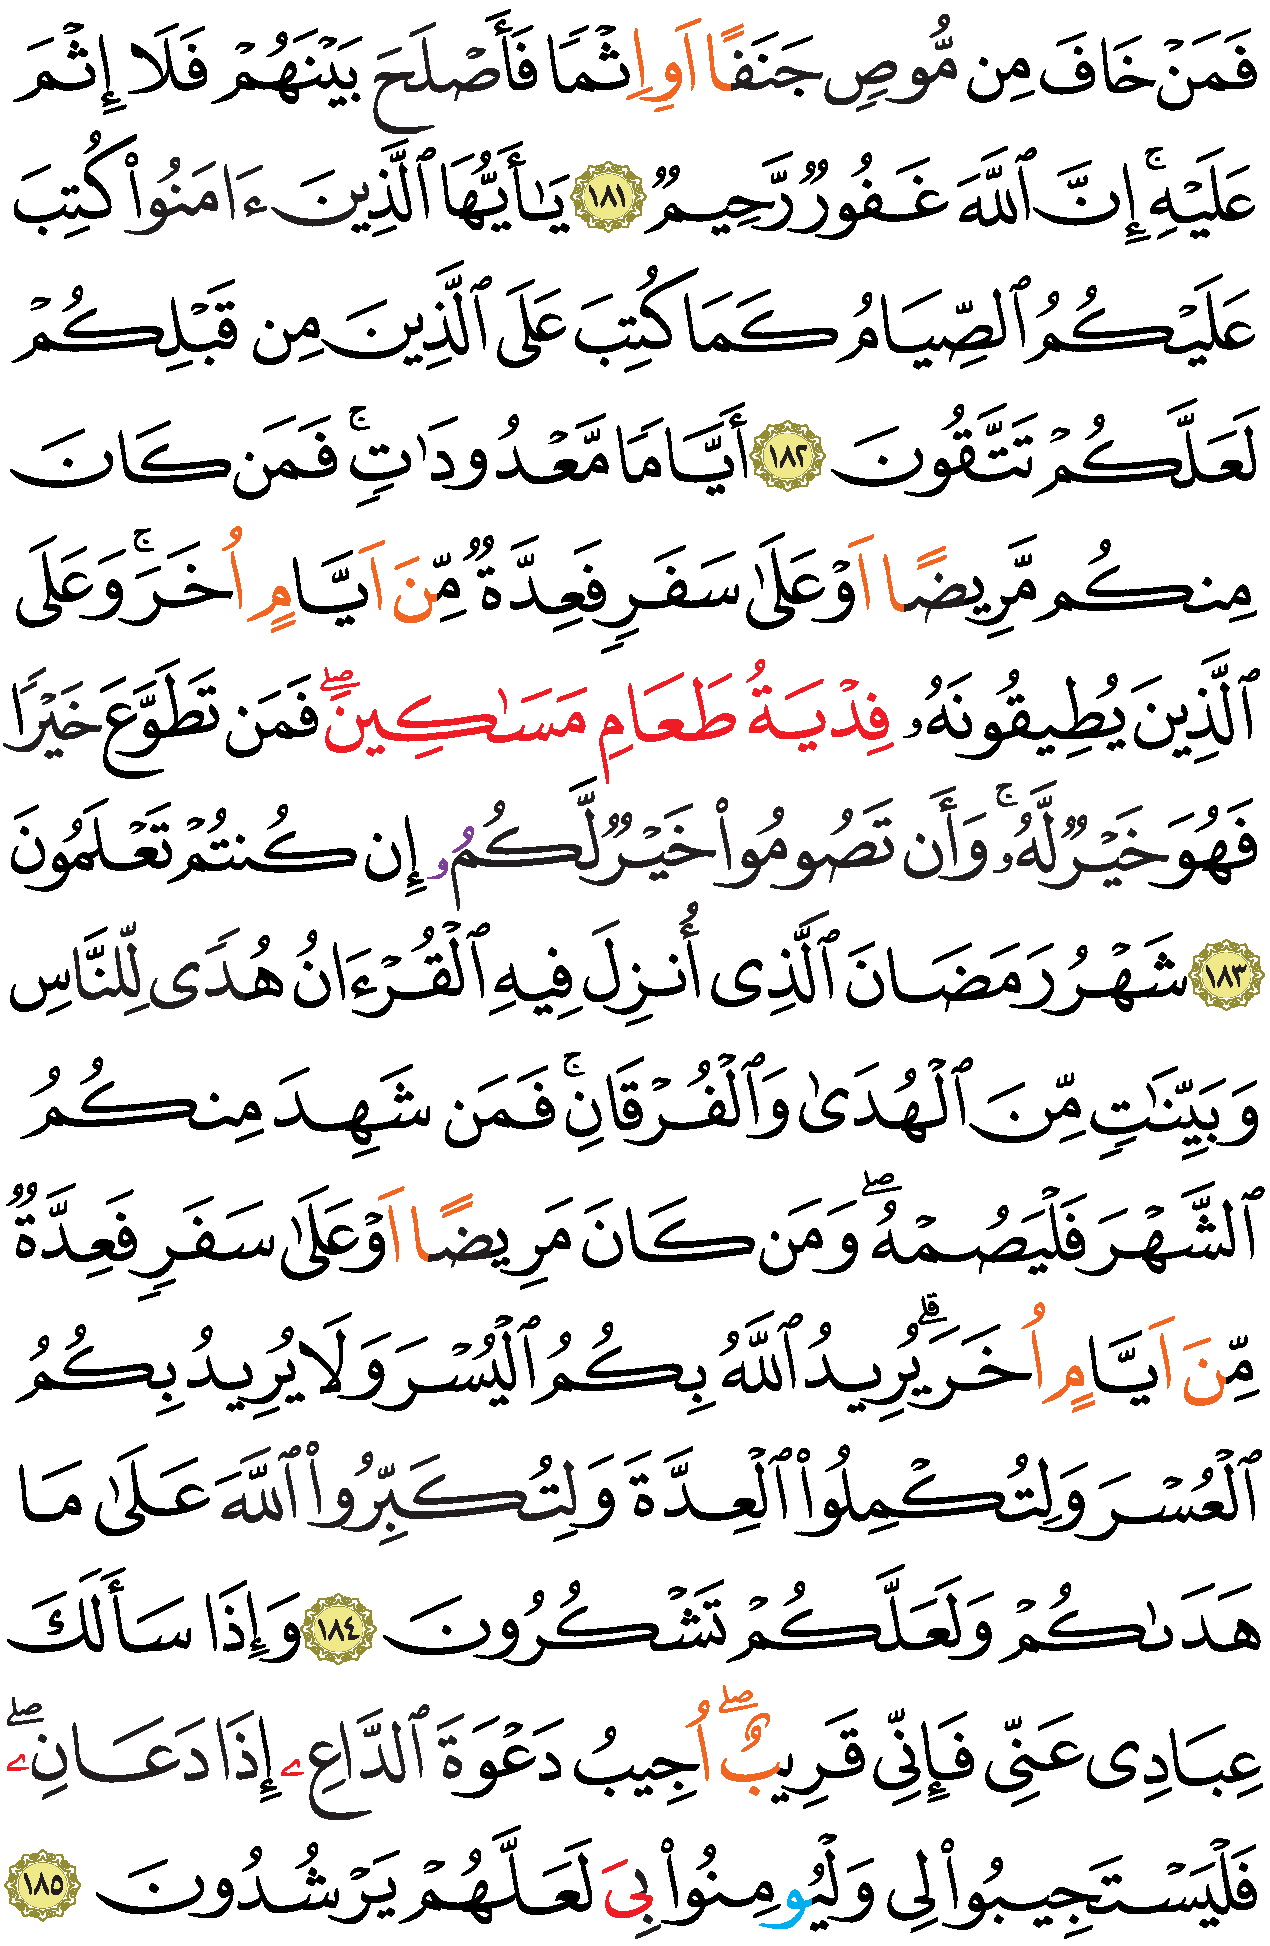 فَمَنْ خَافَ مِن مُّوصٍ جَنَفًا اَوِ اِثْمًا فَأَصْلَحَ بَيْنَهُمْ فَلَا إِثْمَ
عَلَيْهِۚ إِنَّ ٱللَّهَ غَفُورٌ رَّحِيمٌ ١٨١ يَـٰأَيُّهَا ٱلَّذِينَ ءَامَنُوا۟ كُتِبَ
عَلَيْكُمُ ٱلصِّيَامُ كَمَا كُتِبَ عَلَى ٱلَّذِينَ مِن قَبْلِكُمْ
لَعَلَّكُمْ تَتَّقُونَ ١٨٢ أَيَّامًا مَّعْدُودَٰتٍۚ فَمَن كَانَ
مِنكُم مَّرِيضًا اَوْ عَلَىٰ سَفَرٍ فَعِدَّةٌ مِّنَ اَيَّامٍ اُخَرَۚ وَعَلَى
ٱلَّذِينَ يُطِيقُونَهُۥ فِدْيَةُ طَعَامِ مَسَـٰكِينَۖ فَمَن تَطَوَّعَ خَيْرًا
فَهُوَ خَيْرٌ لَّهُۥۚ وَأَن تَصُومُوا۟ خَيْرٌ لَّكُمُۥ إِن كُنتُمْ تَعْلَمُونَ
١٨٣ شَهْرُ رَمَضَانَ ٱلَّذِى أُنزِلَ فِيهِ ٱلْقُرْءَانُ هُدًى لِّلنَّاسِ
وَبَيِّنَٰتٍ مِّنَ ٱلْهُدَىٰ وَٱلْفُرْقَانِۚ فَمَن شَهِدَ مِنكُمُ
ٱلشَّهْرَ فَلْيَصُمْهُۖ وَمَن كَانَ مَرِيضًا اَوْ عَلَىٰ سَفَرٍ فَعِدَّةٌ
مِّنَ اَيَّامٍ اُخَرَۗ يُرِيدُ ٱللَّهُ بِكُمُ ٱلْيُسْرَ وَلَا يُرِيدُ بِكُمُ
ٱلْعُسْرَ وَلِتُكْمِلُوا۟ ٱلْعِدَّةَ وَلِتُكَبِّرُوا۟ ٱللَّهَ عَلَىٰ مَا
هَدَىٰكُمْ وَلَعَلَّكُمْ تَشْكُرُونَ ١٨٤ وَإِذَا سَأَلَكَ
عِبَادِى عَنِّى فَإِنِّى قَرِيبٌۖ اُجِيبُ دَعْوَةَ ٱلدَّاعِۦ إِذَا دَعَانِۦۖ
فَلْيَسْتَجِيبُوا۟ لِى وَلْيُومِنُوا۟ بِىَ لَعَلَّهُمْ يَرْشُدُونَ ١٨٥